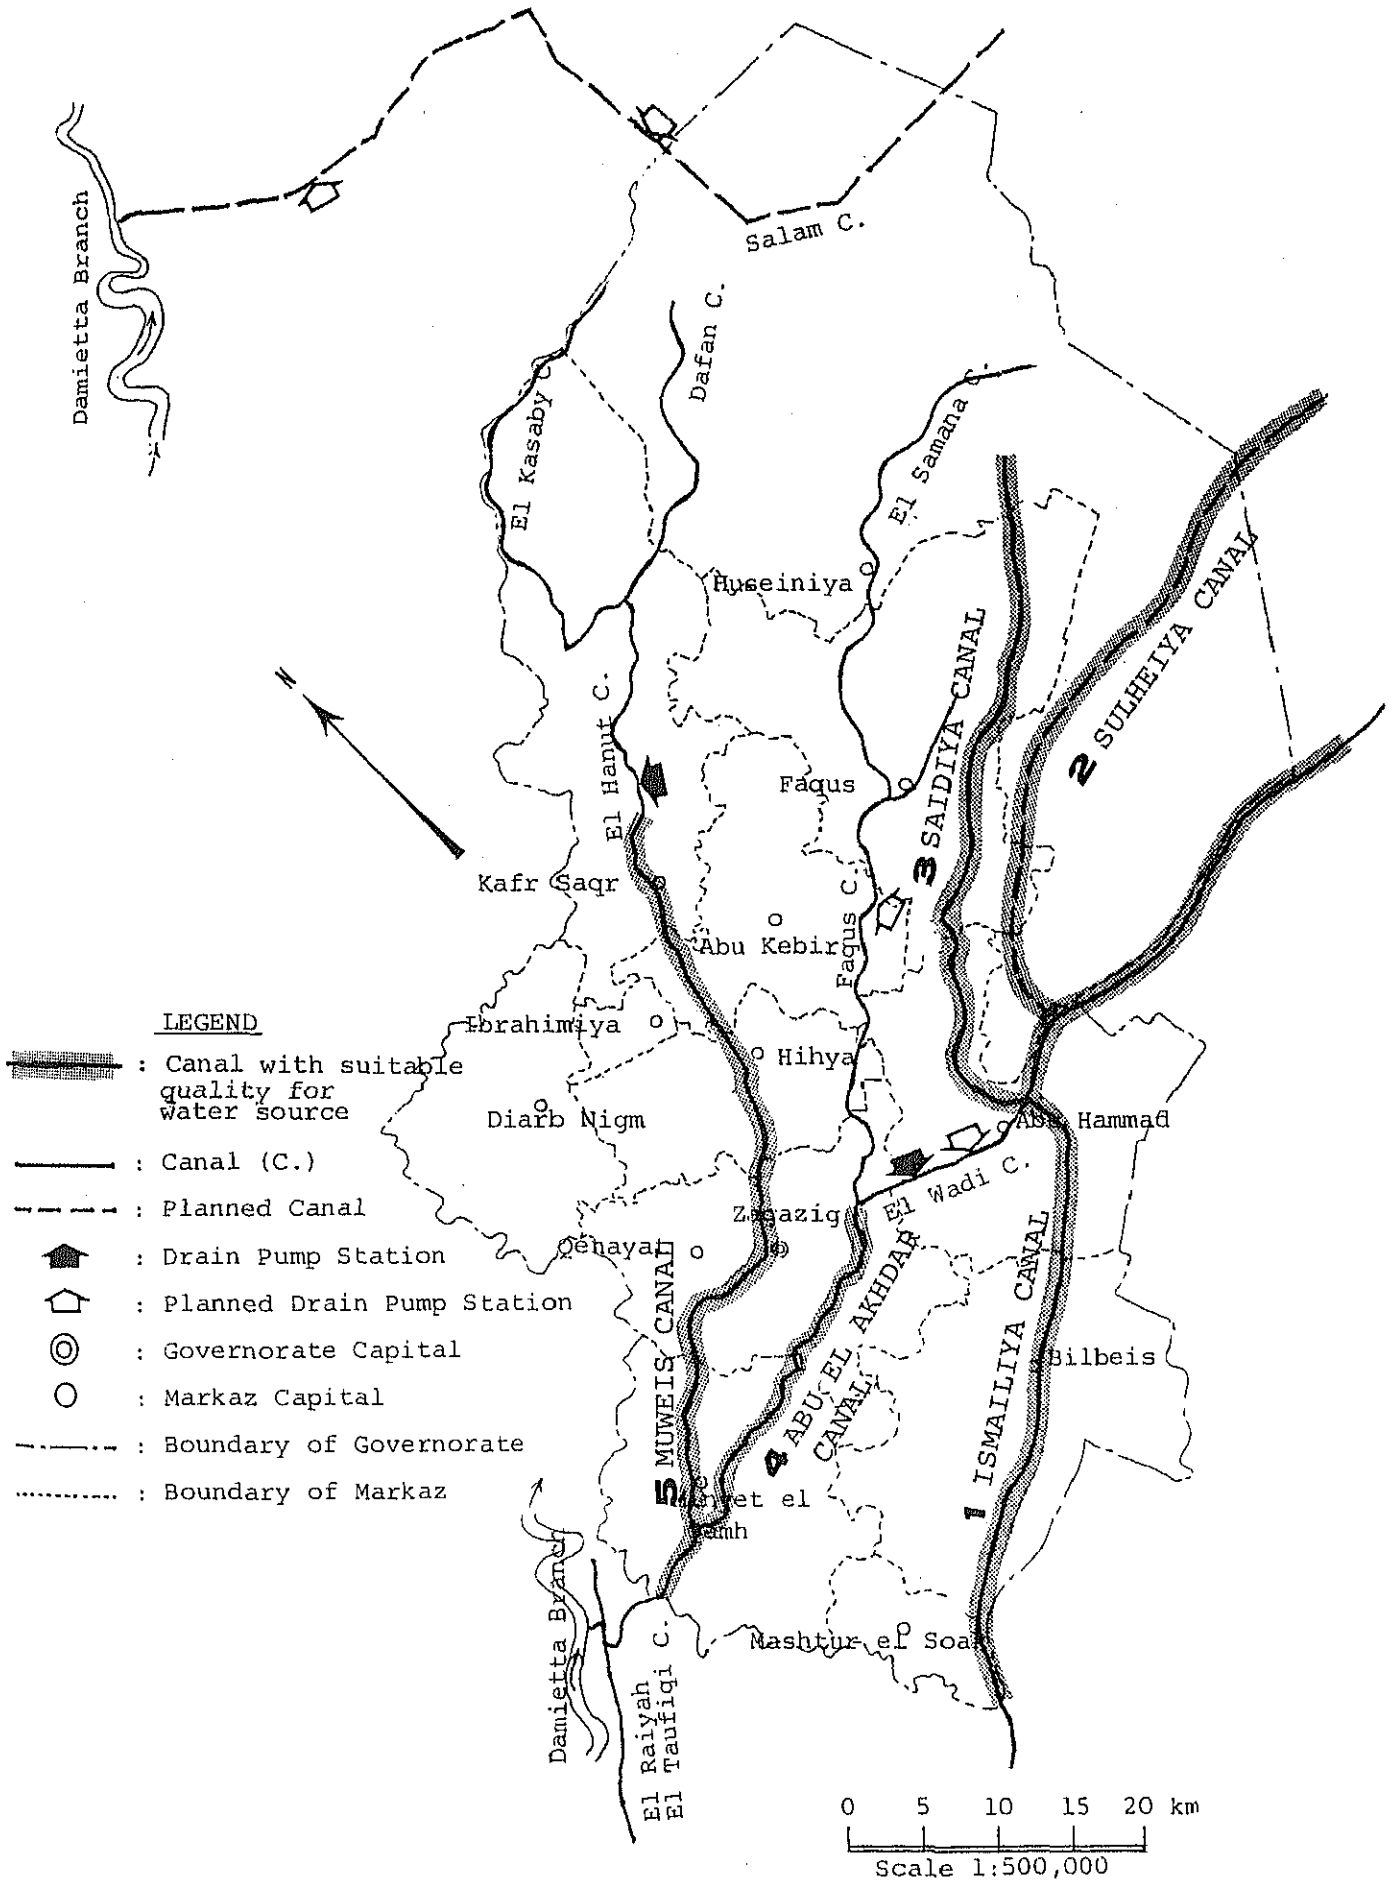 Salam C.
Damietta Branch
Dafan C.
El Kasaby C.
El Samana C.
Huseiniya
2 SULHEIYA CANAL
3 SAIDIYA CANAL
N
El Hanut C.
Faqus
Kafr Saqr
Abu Kebir
Faqus C.
Ibrahimiya
Hihya
Diarb Nigm
Abu Hammad
El Wadi C.
Zagazig
Qenayat
5 MUWEIS CANAL
4 ABU EL AKHDAR
CANAL
1 ISMAILIYA CANAL
Bilbeis
Minyet el
Qamh
Mashtur el Soak
Damietta Branch
El Raiyah
El Taufiqi C.
LEGEND
: Canal with suitable
quality for
water source
: Canal (C.)
: Planned Canal
: Drain Pump Station
: Planned Drain Pump Station
: Governorate Capital
: Markaz Capital
: Boundary of Governorate
: Boundary of Markaz
0 5 10 15 20 km
Scale 1:500,000